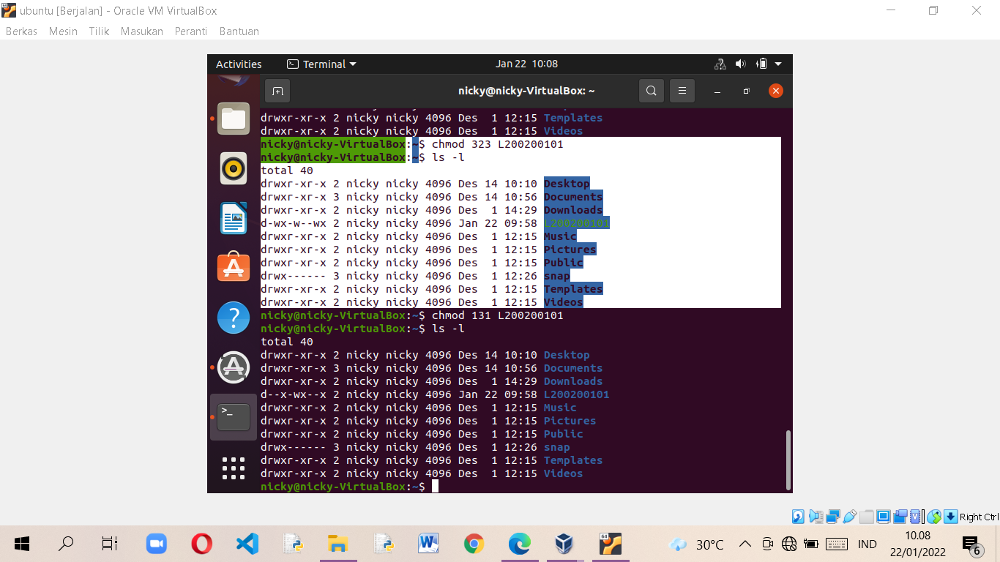 ubuntu [Berjalan] - Oracle VM VirtualBox
Berkas Mesin Tilik Masukan Peranti Bantuan
Activities Terminal Jan 22 10:08
nicky@nicky-VirtualBox: ~
drwxr-xr-x 2 nicky nicky 4096 Des  1 12:15 Templates
drwxr-xr-x 2 nicky nicky 4096 Des  1 12:15 Videos
nicky@nicky-VirtualBox:~$ chmod 323 L200200101
nicky@nicky-VirtualBox:~$ ls -l
total 40
drwxr-xr-x 2 nicky nicky 4096 Des 14 10:10 Desktop
drwxr-xr-x 3 nicky nicky 4096 Des 14 10:56 Documents
drwxr-xr-x 2 nicky nicky 4096 Des  1 14:29 Downloads
d-wx-w--wx 2 nicky nicky 4096 Jan 22 09:58 L200200101
drwxr-xr-x 2 nicky nicky 4096 Des  1 12:15 Music
drwxr-xr-x 2 nicky nicky 4096 Des  1 12:15 Pictures
drwxr-xr-x 2 nicky nicky 4096 Des  1 12:15 Public
drwx------ 3 nicky nicky 4096 Des  1 12:26 snap
drwxr-xr-x 2 nicky nicky 4096 Des  1 12:15 Templates
drwxr-xr-x 2 nicky nicky 4096 Des  1 12:15 Videos
nicky@nicky-VirtualBox:~$ chmod 131 L200200101
nicky@nicky-VirtualBox:~$ ls -l
total 40
drwxr-xr-x 2 nicky nicky 4096 Des 14 10:10 Desktop
drwxr-xr-x 3 nicky nicky 4096 Des 14 10:56 Documents
drwxr-xr-x 2 nicky nicky 4096 Des  1 14:29 Downloads
d--x-wx--x 2 nicky nicky 4096 Jan 22 09:58 L200200101
drwxr-xr-x 2 nicky nicky 4096 Des  1 12:15 Music
drwxr-xr-x 2 nicky nicky 4096 Des  1 12:15 Pictures
drwxr-xr-x 2 nicky nicky 4096 Des  1 12:15 Public
drwx------ 3 nicky nicky 4096 Des  1 12:26 snap
drwxr-xr-x 2 nicky nicky 4096 Des  1 12:15 Templates
drwxr-xr-x 2 nicky nicky 4096 Des  1 12:15 Videos
nicky@nicky-VirtualBox:~$
Right Ctrl
30°C IND 10.08
22/01/2022 6